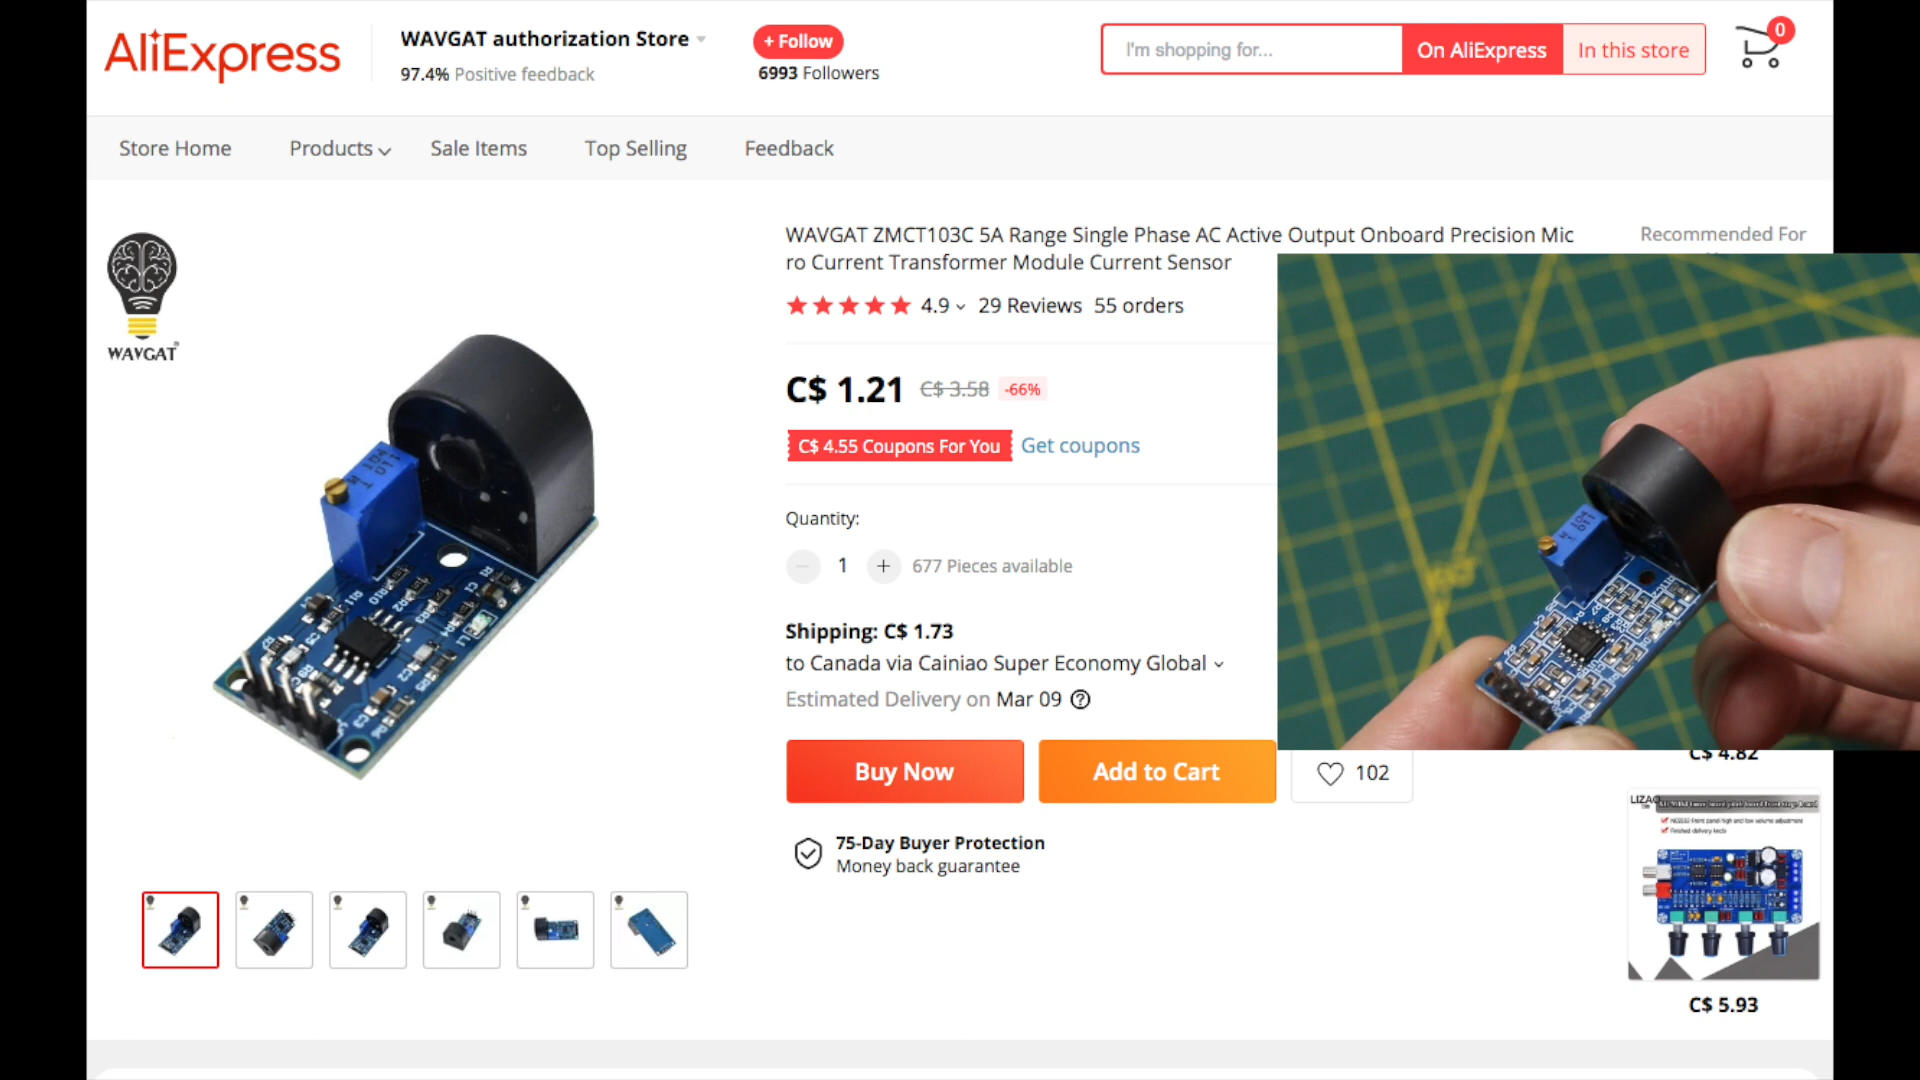 AliExpress
WAVGAT authorization Store
97.4% Positive feedback
+ Follow
6993 Followers
I'm shopping for...
On AliExpress
In this store
0
Store Home
Products
Sale Items
Top Selling
Feedback
WAVGAT
WAVGAT ZMCT103C 5A Range Single Phase AC Active Output Onboard Precision Mic
ro Current Transformer Module Current Sensor
4.9
29 Reviews
55 orders
C$ 1.21
C$ 3.58
-66%
C$ 4.55 Coupons For You
Get coupons
Quantity:
1
677 Pieces available
Shipping: C$ 1.73
to Canada via Cainiao Super Economy Global
Estimated Delivery on Mar 09
Buy Now
Add to Cart
102
75-Day Buyer Protection
Money back guarantee
Recommended For
C$ 4.82
C$ 5.93